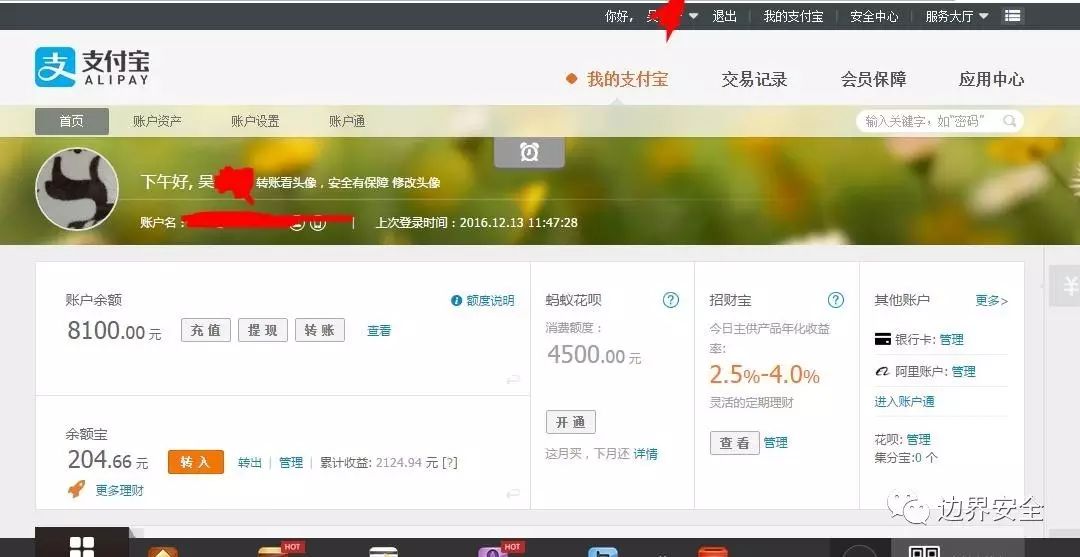 你好, 吴 退出 我的支付宝 安全中心 服务大厅
支付宝
ALIPAY
我的支付宝 交易记录 会员保障 应用中心
首页 账户资产 账户设置 账户通 输入关键字，如“密码”
下午好, 吴 转账看头像，安全有保障 修改头像
账户名： | 上次登录时间：2016.12.13 11:47:28
账户余额 额度说明
8100.00 元 充值 提现 转账 查看
余额宝
204.66 元 转入 转出 | 管理 | 累计收益: 2124.94 元 [?]
更多理财
蚂蚁花呗 ?
消费额度：
4500.00 元
开通
这月买，下月还 详情
招财宝 ?
今日主供产品年化收益
率:
2.5%-4.0%
灵活的定期理财
查看 管理
其他账户 更多>
银行卡: 管理
阿里账户: 管理
进入账户通
花呗: 管理
集分宝:0 个
¥
边界安全
HOT HOT